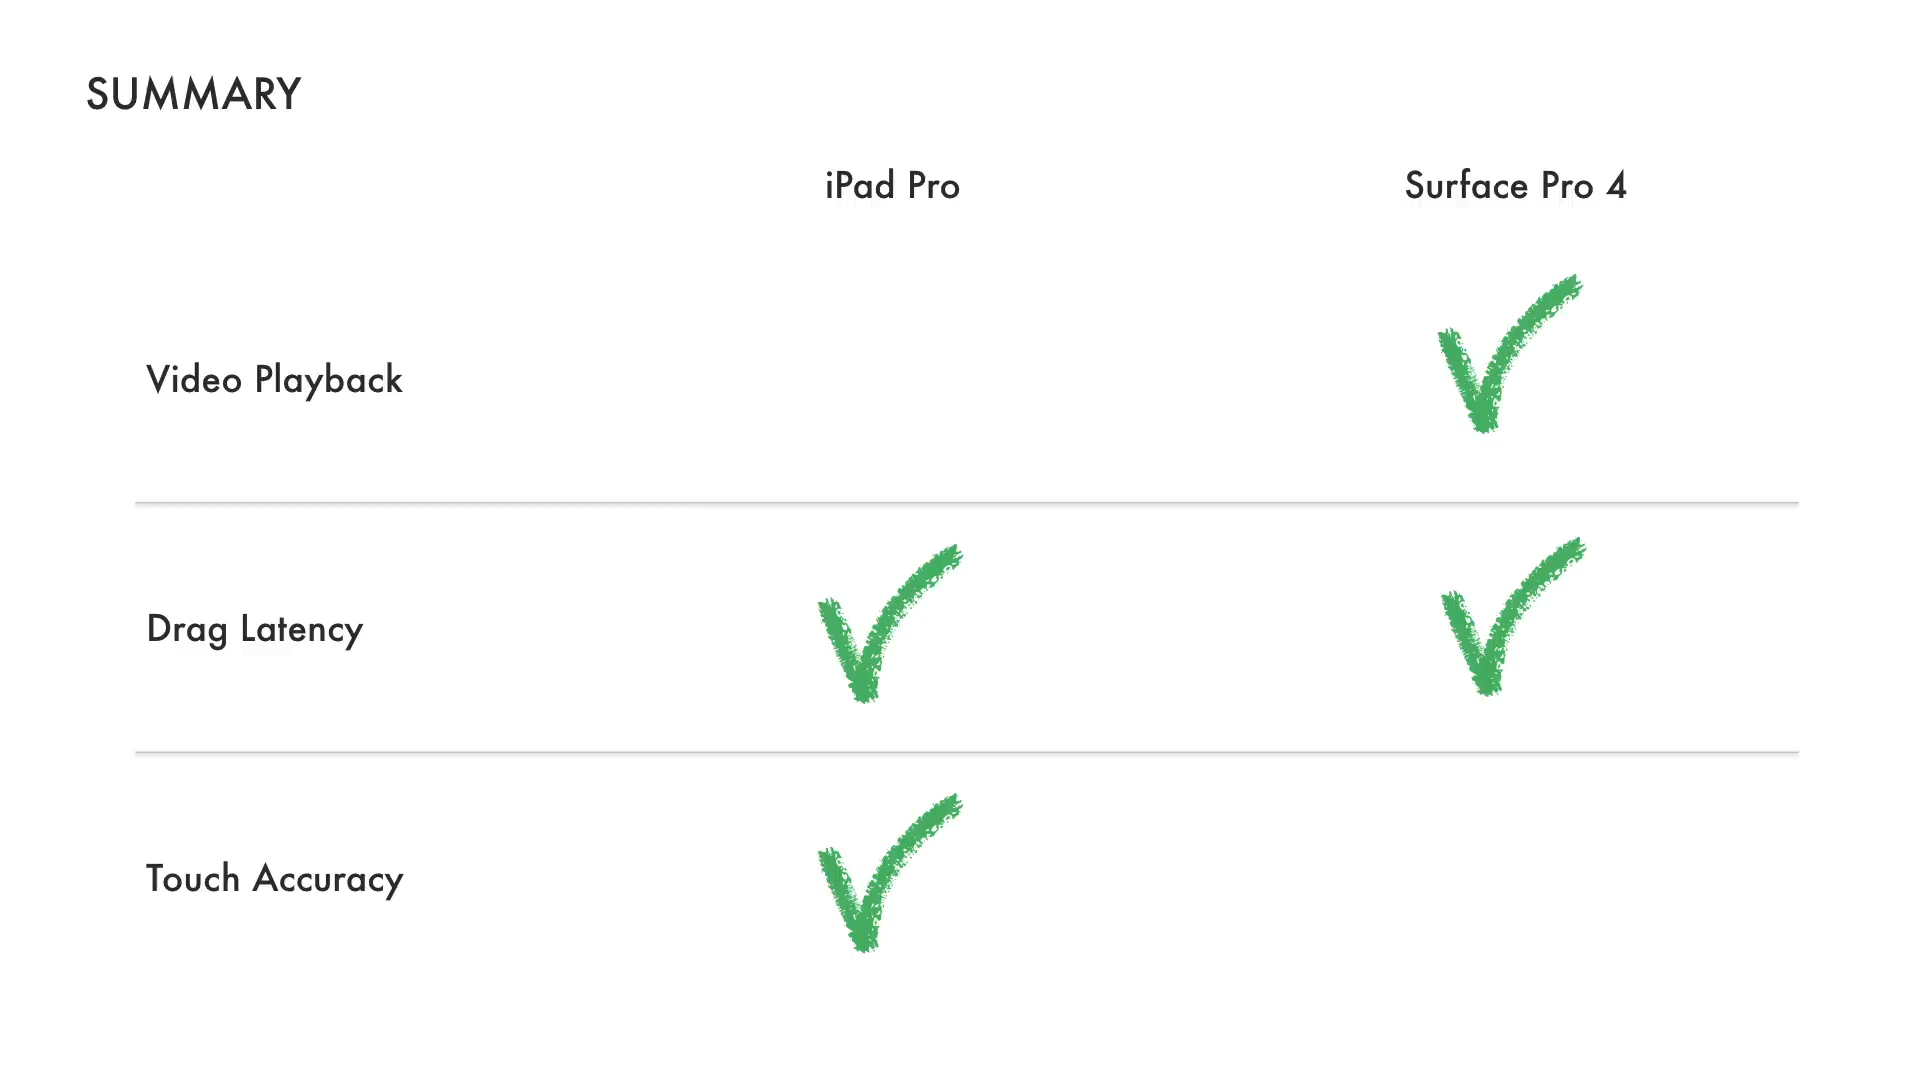 SUMMARY
iPad Pro
Surface Pro 4
Video Playback
Drag Latency
Touch Accuracy